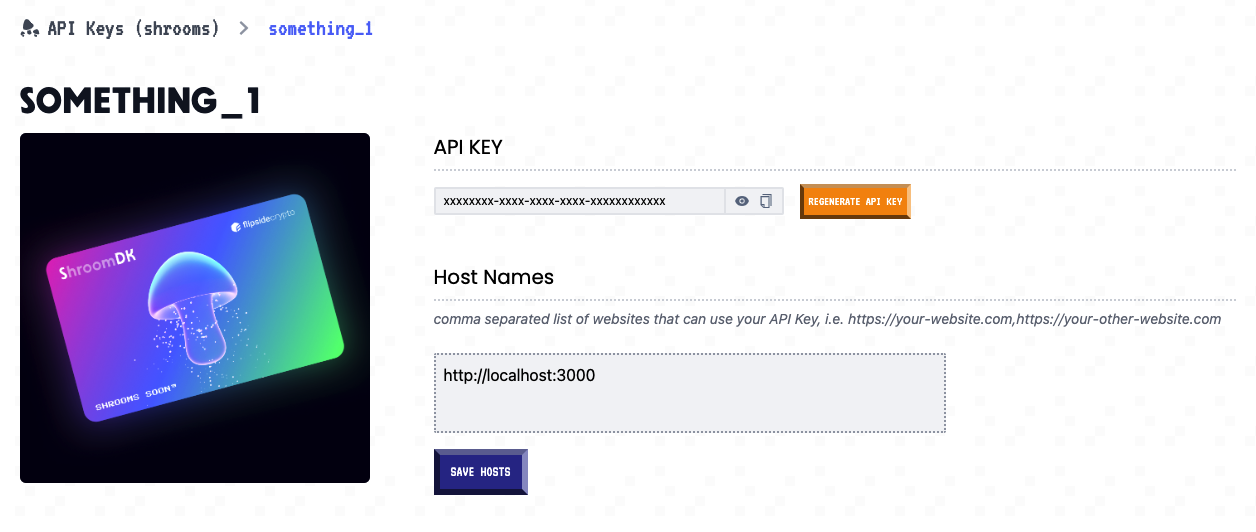 API Keys (shrooms) > something_1
SOMETHING_1
ShroomDK
flipsidecrypto
SHROOMS SOON™
API KEY
xxxxxxxx-xxxx-xxxx-xxxx-xxxxxxxxxxxx
REGENERATE API KEY
Host Names
comma separated list of websites that can use your API Key, i.e. https://your-website.com,https://your-other-website.com
http://localhost:3000
SAVE HOSTS